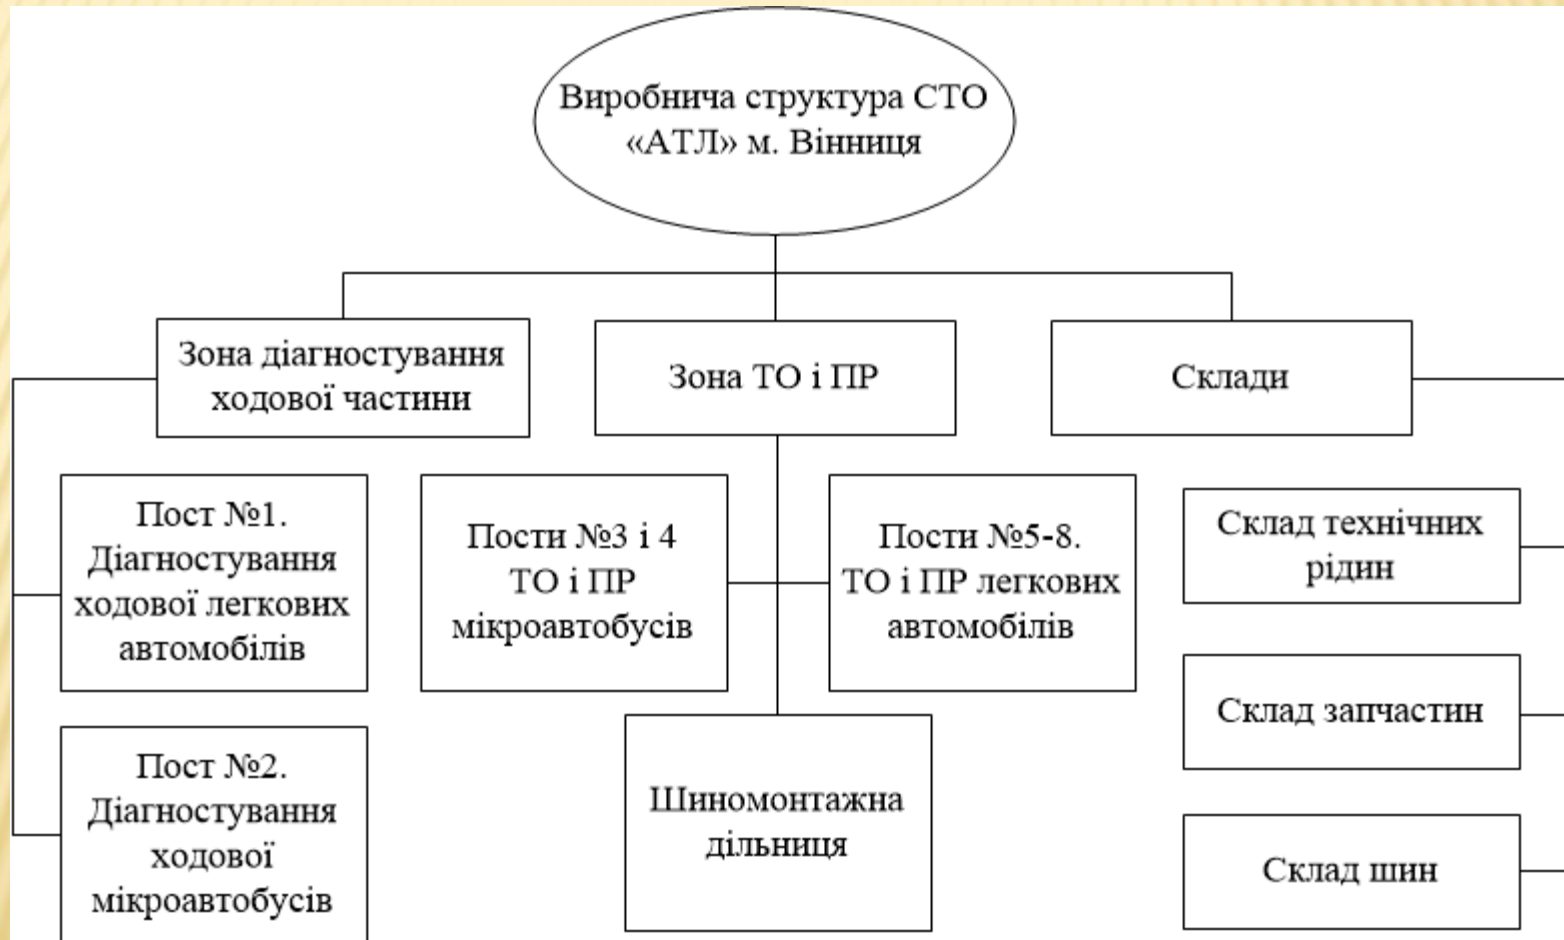 Виробнича структура СТО
«АТЛ» м. Вінниця
Зона діагностування
ходової частини
Зона ТО і ПР
Склади
Пост №1.
Діагностування
ходової легкових
автомобілів
Пост №2.
Діагностування
ходової
мікроавтобусів
Пости №3 і 4
ТО і ПР
мікроавтобусів
Пости №5-8.
ТО і ПР легкових
автомобілів
Шиномонтажна
дільниця
Склад технічних
рідин
Склад запчастин
Склад шин